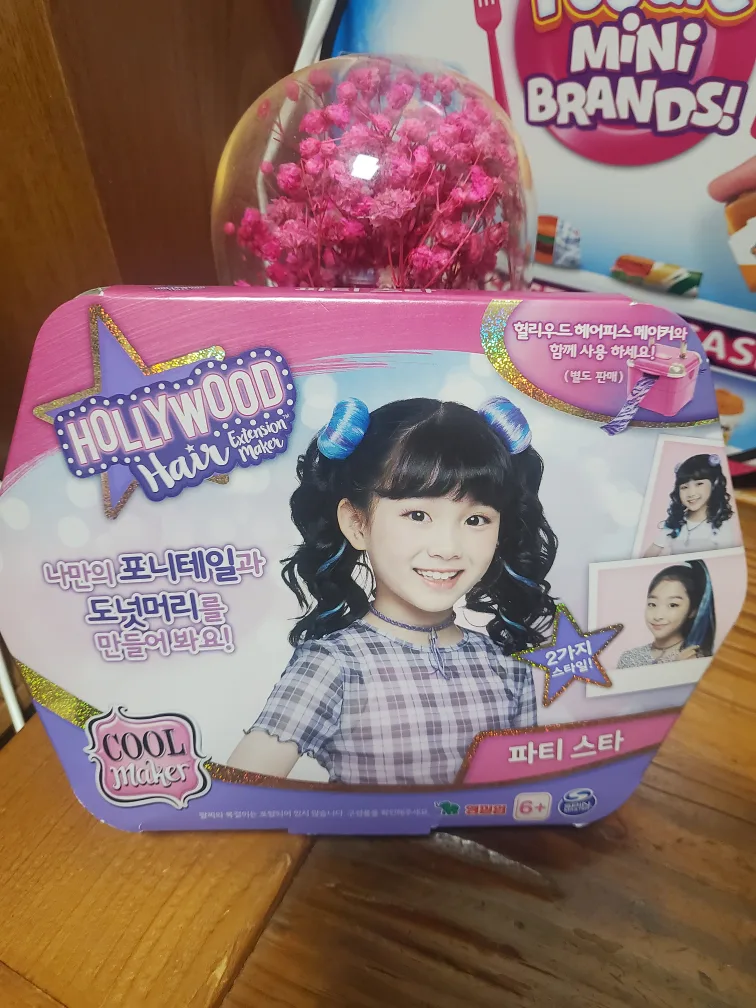 MiNi
BRANDS!
헐리우드 헤어피스 메이커와
함께 사용 하세요!
(별도 판매)
HOLLYWOOD
Hair Extension
Maker™
나만의 포니테일과
도넛머리를
만들어 봐요!
2가지
스타일!
COOL
Maker
파티 스타
6+
SPIN